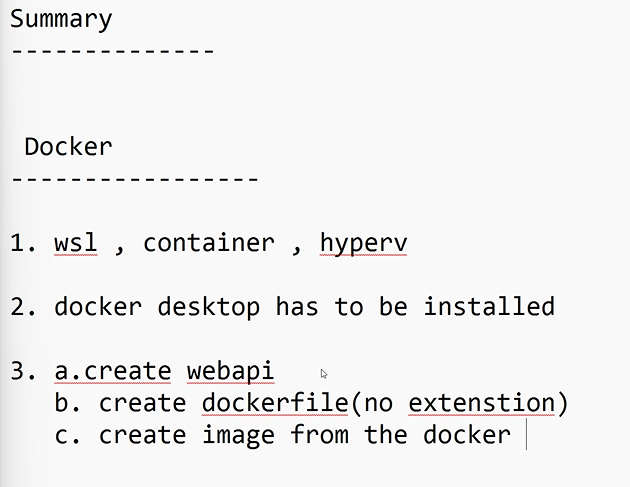 Summary
--------------
Docker
-----------------
1. wsl , container , hyperv
2. docker desktop has to be installed
3. a.create webapi
b. create dockerfile(no extenstion)
c. create image from the docker